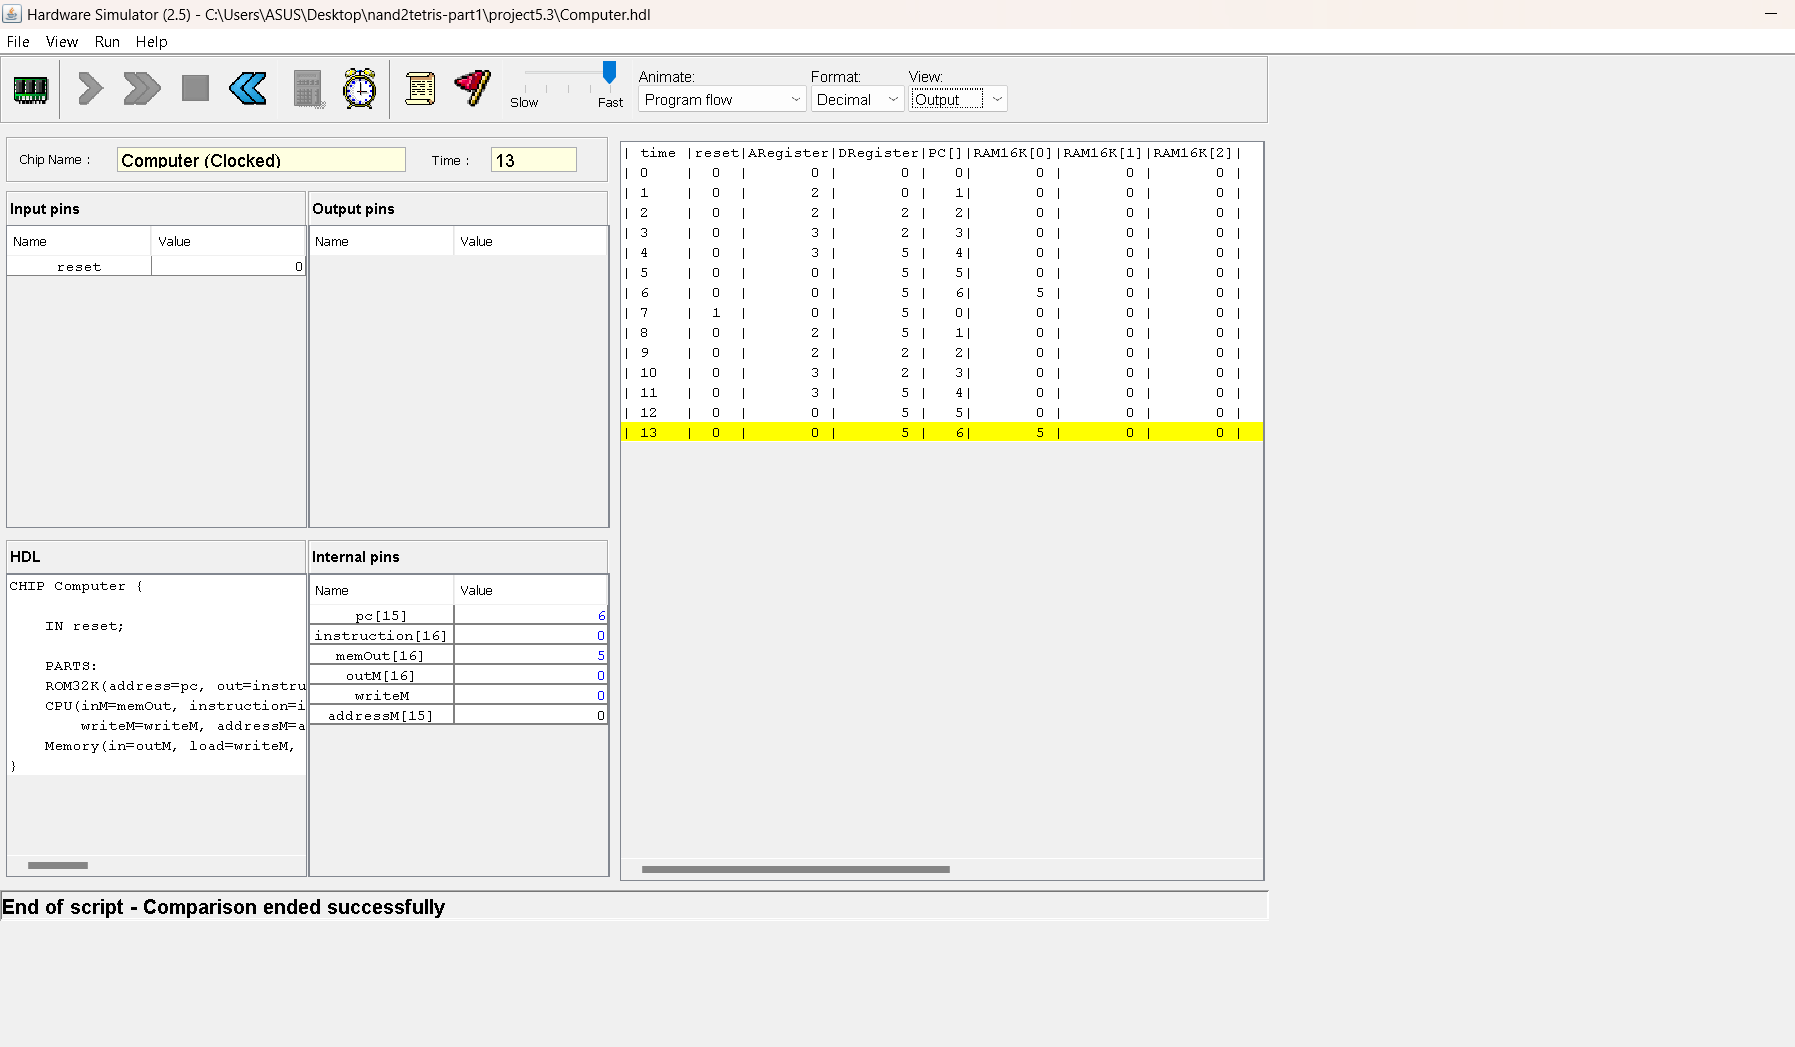 Hardware Simulator (2.5) - C:\Users\ASUS\Desktop\nand2tetris-part1\project5.3\Computer.hdl
File View Run Help
Slow Fast
Animate: Format: View:
Program flow Decimal Output
Chip Name : Computer (Clocked) Time : 13
Input pins Output pins
Name Value Name Value
reset 0
HDL Internal pins
CHIP Computer {
IN reset;
PARTS:
ROM32K(address=pc, out=instru
CPU(inM=memOut, instruction=i
writeM=writeM, addressM=a
Memory(in=outM, load=writeM,
}
Name Value
pc[15] 6
instruction[16] 0
memOut[16] 5
outM[16] 0
writeM 0
addressM[15] 0
| time |reset|ARegister|DRegister|PC[]|RAM16K[0]|RAM16K[1]|RAM16K[2]|
| 0 | 0 | 0 | 0 | 0| 0 | 0 | 0 |
| 1 | 0 | 2 | 0 | 1| 0 | 0 | 0 |
| 2 | 0 | 2 | 2 | 2| 0 | 0 | 0 |
| 3 | 0 | 3 | 2 | 3| 0 | 0 | 0 |
| 4 | 0 | 3 | 5 | 4| 0 | 0 | 0 |
| 5 | 0 | 0 | 5 | 5| 0 | 0 | 0 |
| 6 | 0 | 0 | 5 | 6| 5 | 0 | 0 |
| 7 | 1 | 0 | 5 | 0| 0 | 0 | 0 |
| 8 | 0 | 2 | 5 | 1| 0 | 0 | 0 |
| 9 | 0 | 2 | 2 | 2| 0 | 0 | 0 |
| 10 | 0 | 3 | 2 | 3| 0 | 0 | 0 |
| 11 | 0 | 3 | 5 | 4| 0 | 0 | 0 |
| 12 | 0 | 0 | 5 | 5| 0 | 0 | 0 |
| 13 | 0 | 0 | 5 | 6| 5 | 0 | 0 |
End of script - Comparison ended successfully